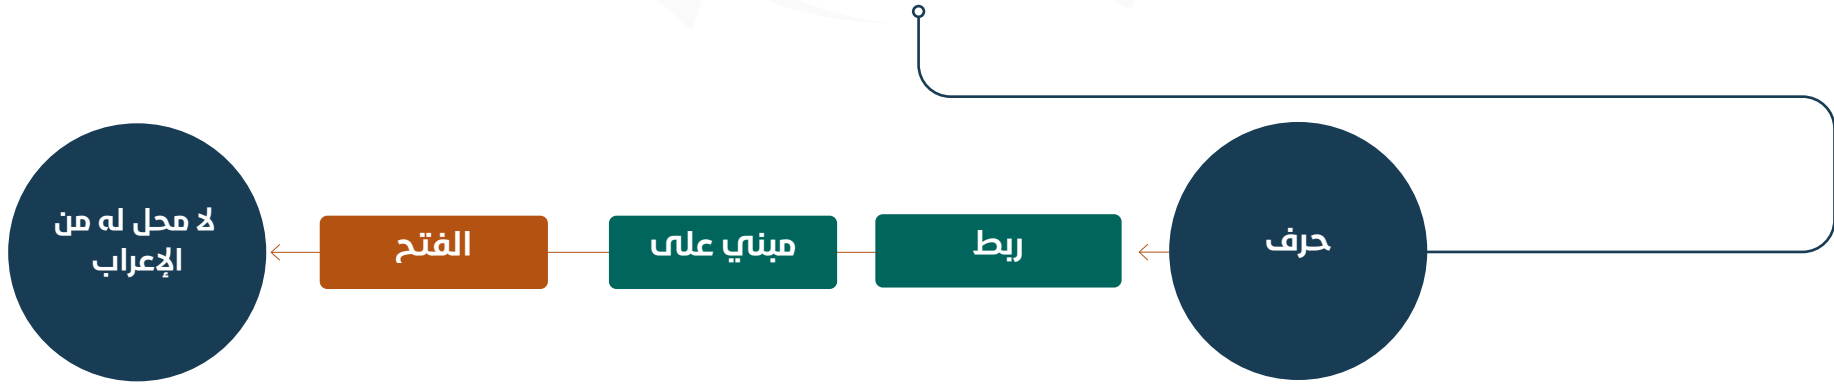 حرف
ربط
مبني على
الفتح
لا محل له من
الإعراب